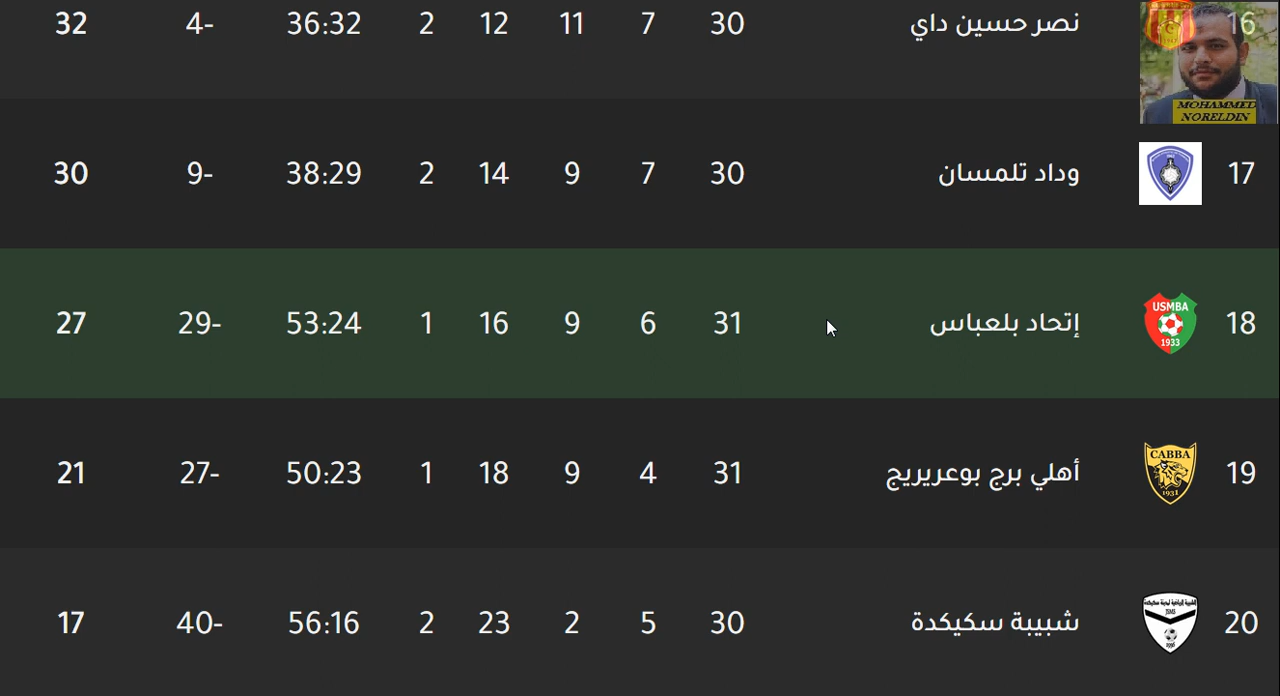 16 نصر حسين داي 30 7 11 12 2 36:32 4- 32
MOHAMMED
NORELDIN
17 وداد تلمسان 30 7 9 14 2 38:29 9- 30
18 إتحاد بلعباس 31 6 9 16 1 53:24 29- 27
USMBA
1933
19 أهلي برج بوعريريج 31 4 9 18 1 50:23 27- 21
CABBA
1931
20 شبيبة سكيكدة 30 5 2 23 2 56:16 40- 17
JSMS
1936